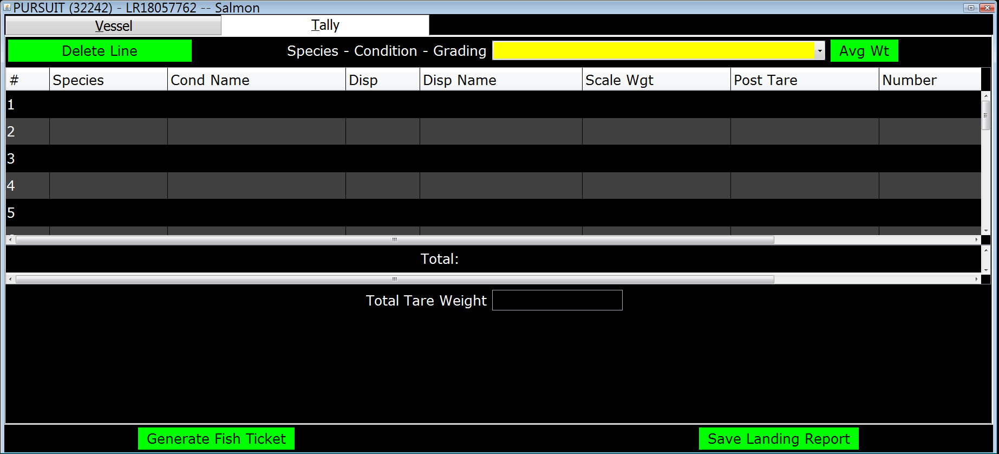 PURSUIT (32242) - LR18057762 -- Salmon
Vessel Tally
Delete Line Species - Condition - Grading Avg Wt
# Species Cond Name Disp Disp Name Scale Wgt Post Tare Number
1
2
3
4
5
Total:
Total Tare Weight
Generate Fish Ticket Save Landing Report